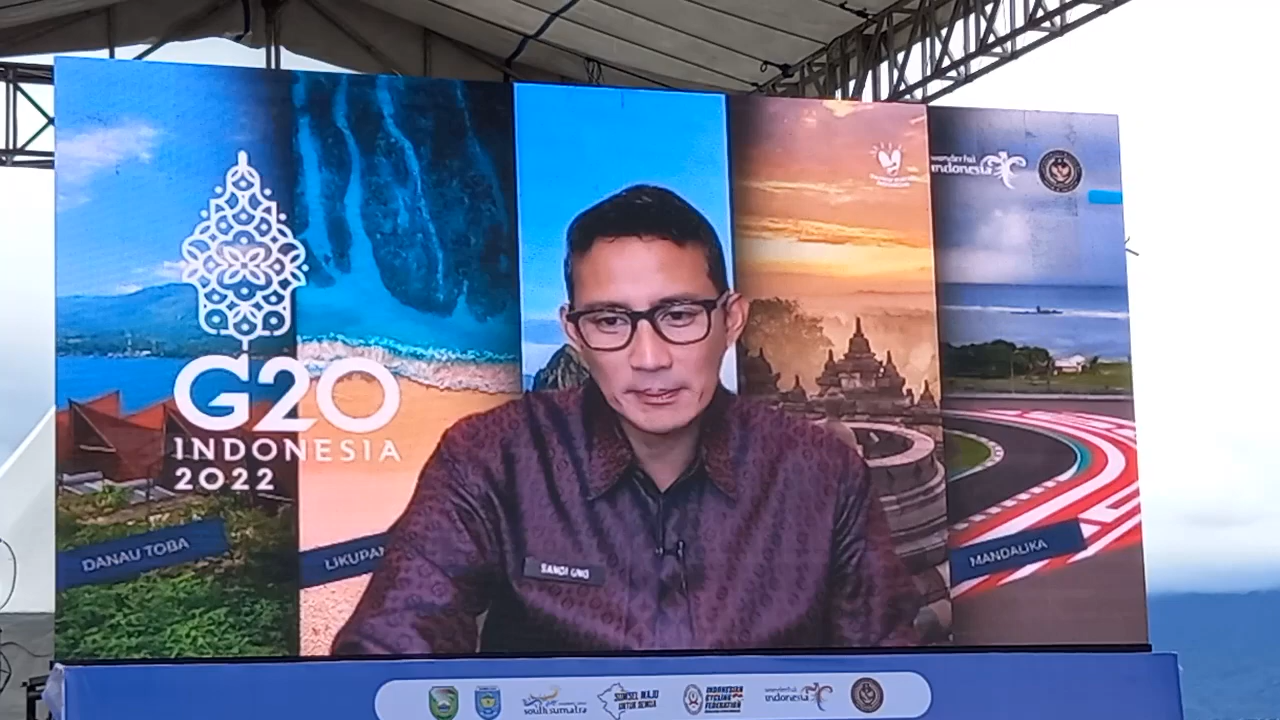 wonderful
indonesia
G20
INDONESIA
2022
DANAU TOBA
LIKUPAN
SANDI UNO
MANDALIKA
south sumatra
SUMSEL MAJU
UNTUK SEMUA
INDONESIAN
CYCLING
FEDERATION
wonderful
indonesia